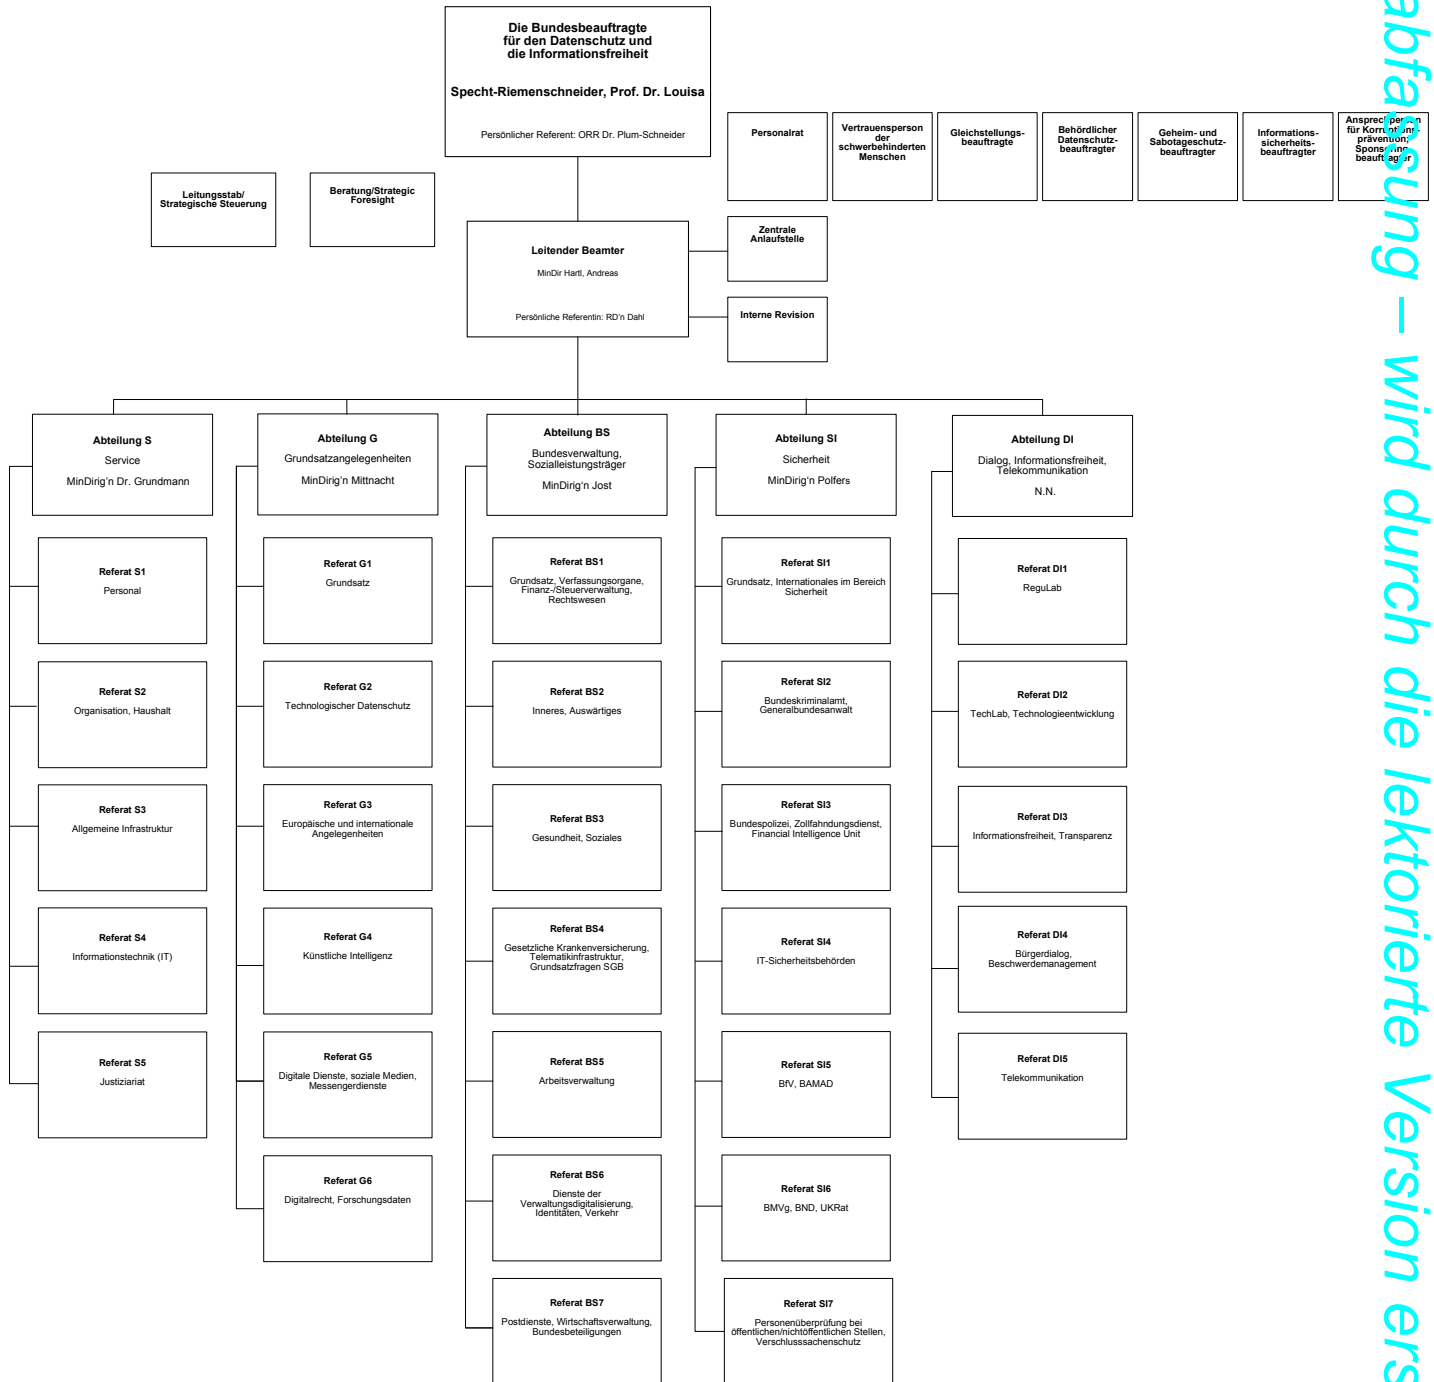 Die Bundesbeauftragte
für den Datenschutz und
die Informationsfreiheit
Specht-Riemenschneider, Prof. Dr. Louisa
Persönlicher Referent: ORR Dr. Plum-Schneider
Personalrat
Vertrauensperson
der
schwerbehinderten
Menschen
Gleichstellungs-
beauftragte
Behördlicher
Datenschutz-
beauftragter
Geheim- und
Sabotageschutz-
beauftragter
Informations-
sicherheits-
beauftragter
Ansprechperson
für Korruptions-
prävention;
Sponsoring-
beauftragter
Leitungsstab/
Strategische Steuerung
Beratung/Strategic
Foresight
Leitender Beamter
MinDir Hartl, Andreas
Persönliche Referentin: RD'n Dahl
Zentrale
Anlaufstelle
Interne Revision
Abteilung S
Service
MinDirig'n Dr. Grundmann
Referat S1
Personal
Referat S2
Organisation, Haushalt
Referat S3
Allgemeine Infrastruktur
Referat S4
Informationstechnik (IT)
Referat S5
Justiziariat
Abteilung G
Grundsatzangelegenheiten
MinDirig'n Mittnacht
Referat G1
Grundsatz
Referat G2
Technologischer Datenschutz
Referat G3
Europäische und internationale
Angelegenheiten
Referat G4
Künstliche Intelligenz
Referat G5
Digitale Dienste, soziale Medien,
Messengerdienste
Referat G6
Digitalrecht, Forschungsdaten
Abteilung BS
Bundesverwaltung,
Sozialleistungsträger
MinDirig'n Jost
Referat BS1
Grundsatz, Verfassungsorgane,
Finanz-/Steuerverwaltung,
Rechtswesen
Referat BS2
Inneres, Auswärtiges
Referat BS3
Gesundheit, Soziales
Referat BS4
Gesetzliche Krankenversicherung,
Telematikinfrastruktur,
Grundsatzfragen SGB
Referat BS5
Arbeitsverwaltung
Referat BS6
Dienste der
Verwaltungsdigitalisierung,
Identitäten, Verkehr
Referat BS7
Postdienste, Wirtschaftsverwaltung,
Bundesbeteiligungen
Abteilung SI
Sicherheit
MinDirig'n Polfers
Referat SI1
Grundsatz, Internationales im Bereich
Sicherheit
Referat SI2
Bundeskriminalamt,
Generalbundesanwalt
Referat SI3
Bundespolizei, Zollfahndungsdienst,
Financial Intelligence Unit
Referat SI4
IT-Sicherheitsbehörden
Referat SI5
BfV, BAMAD
Referat SI6
BMVg, BND, UKRat
Referat SI7
Personenüberprüfung bei
öffentlichen/nichtöffentlichen Stellen,
Verschlusssachenschutz
Abteilung DI
Dialog, Informationsfreiheit,
Telekommunikation
N.N.
Referat DI1
ReguLab
Referat DI2
TechLab, Technologieentwicklung
Referat DI3
Informationsfreiheit, Transparenz
Referat DI4
Bürgerdialog,
Beschwerdemanagement
Referat DI5
Telekommunikation
abfassung – wird durch die lektorierte Version ers